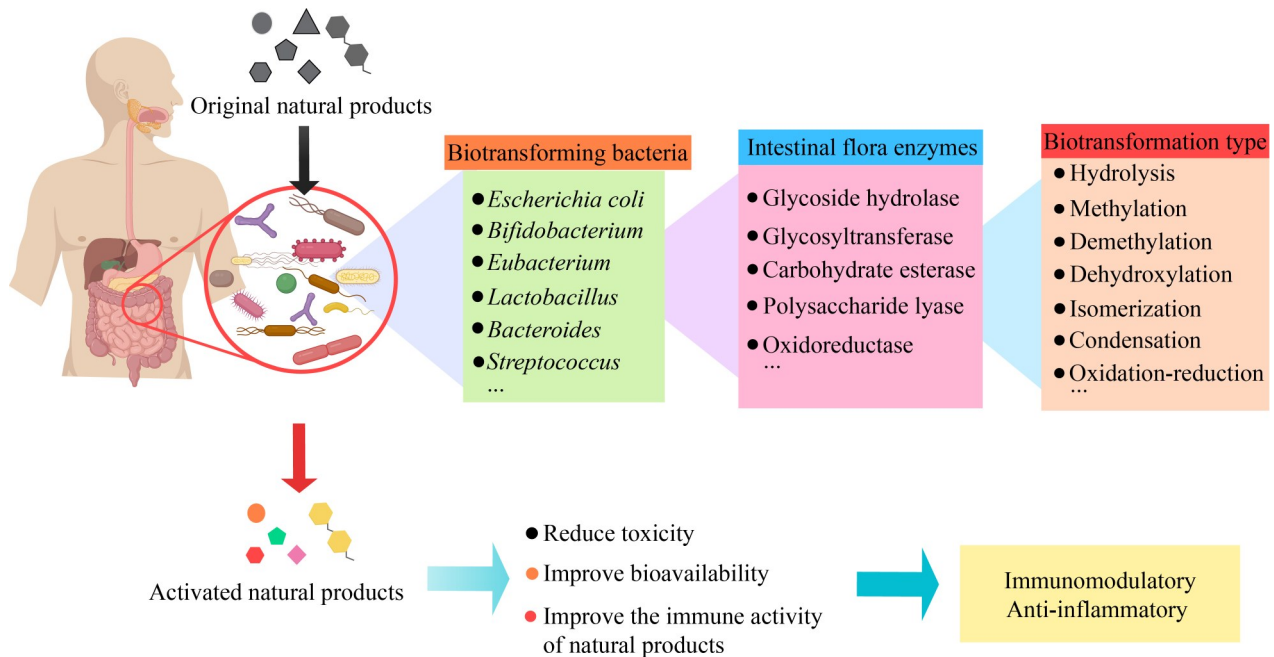 Original natural products
Biotransforming bacteria
● Escherichia coli
● Bifidobacterium
● Eubacterium
● Lactobacillus
● Bacteroides
● Streptococcus
...
Intestinal flora enzymes
● Glycoside hydrolase
● Glycosyltransferase
● Carbohydrate esterase
● Polysaccharide lyase
● Oxidoreductase
...
Biotransformation type
● Hydrolysis
● Methylation
● Demethylation
● Dehydroxylation
● Isomerization
● Condensation
● Oxidation-reduction
...
Activated natural products
● Reduce toxicity
● Improve bioavailability
● Improve the immune activity
of natural products
Immunomodulatory
Anti-inflammatory